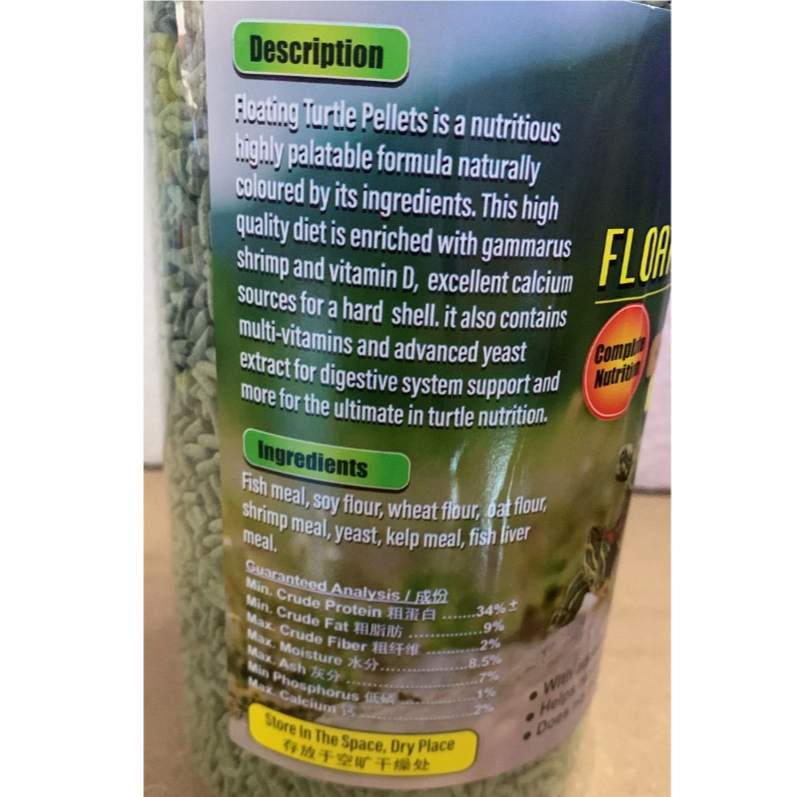 Description
Floating Turtle Pellets is a nutritious
highly palatable formula naturally
coloured by its ingredients. This high
quality diet is enriched with gammarus
shrimp and vitamin D, excellent calcium
sources for a hard shell. it also contains
multi-vitamins and advanced yeast
extract for digestive system support and
more for the ultimate in turtle nutrition.
Ingredients
Fish meal, soy flour, wheat flour, oat flour,
shrimp meal, yeast, kelp meal, fish liver
meal.
Guaranteed Analysis / 成份
Min. Crude Protein 粗蛋白 .......34% ±
Min. Crude Fat 粗脂肪 .............9%
Max. Crude Fiber 粗纤维 ..........2%
Max. Moisture 水分................8.5%
Max. Ash 灰分.......................7%
Min Phosphorus 低磷 ..............1%
Max. Calcium 钙 ....................2%
Store In The Space, Dry Place
存放于空旷干燥处
Complete
Nutrition
• With
• Helps